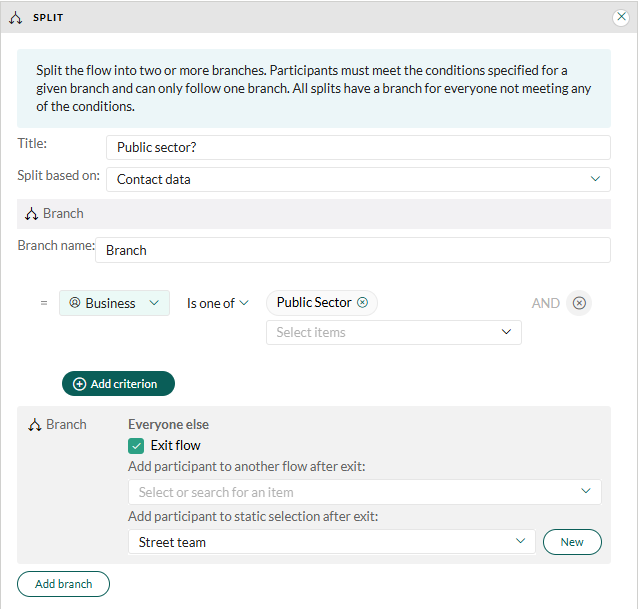 SPLIT
Split the flow into two or more branches. Participants must meet the conditions specified for a
given branch and can only follow one branch. All splits have a branch for everyone not meeting any
of the conditions.
Title: Public sector?
Split based on: Contact data
Branch
Branch name: Branch
= Business Is one of Public Sector AND
Select items
Add criterion
Branch Everyone else
Exit flow
Add participant to another flow after exit:
Select or search for an item
Add participant to static selection after exit:
Street team New
Add branch